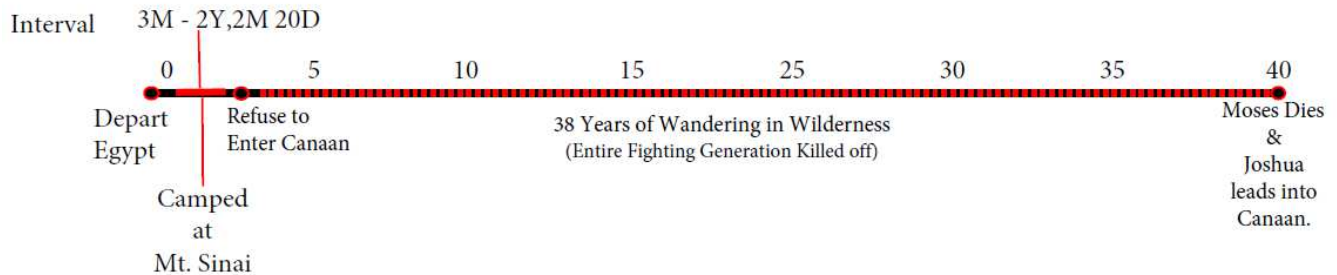 Interval 3M - 2Y,2M 20D
0 5 10 15 20 25 30 35 40
Depart
Egypt
Refuse to
Enter Canaan
38 Years of Wandering in Wilderness
(Entire Fighting Generation Killed off)
Moses Dies
&
Joshua
leads into
Canaan.
Camped
at
Mt. Sinai